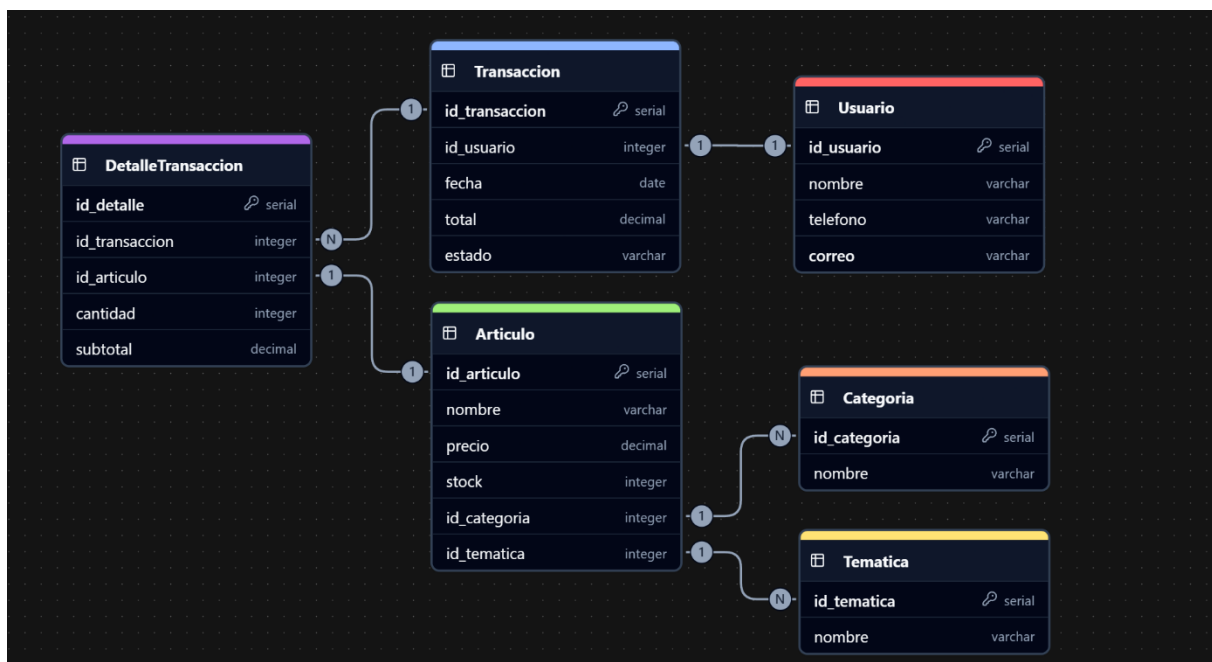 DetalleTransaccion
id_detalle serial
id_transaccion integer
id_articulo integer
cantidad integer
subtotal decimal
N
1
1
1
Transaccion
id_transaccion serial
id_usuario integer
fecha date
total decimal
estado varchar
1
1
Usuario
id_usuario serial
nombre varchar
telefono varchar
correo varchar
Articulo
id_articulo serial
nombre varchar
precio decimal
stock integer
id_categoria integer
id_tematica integer
1
1
N
N
Categoria
id_categoria serial
nombre varchar
Tematica
id_tematica serial
nombre varchar